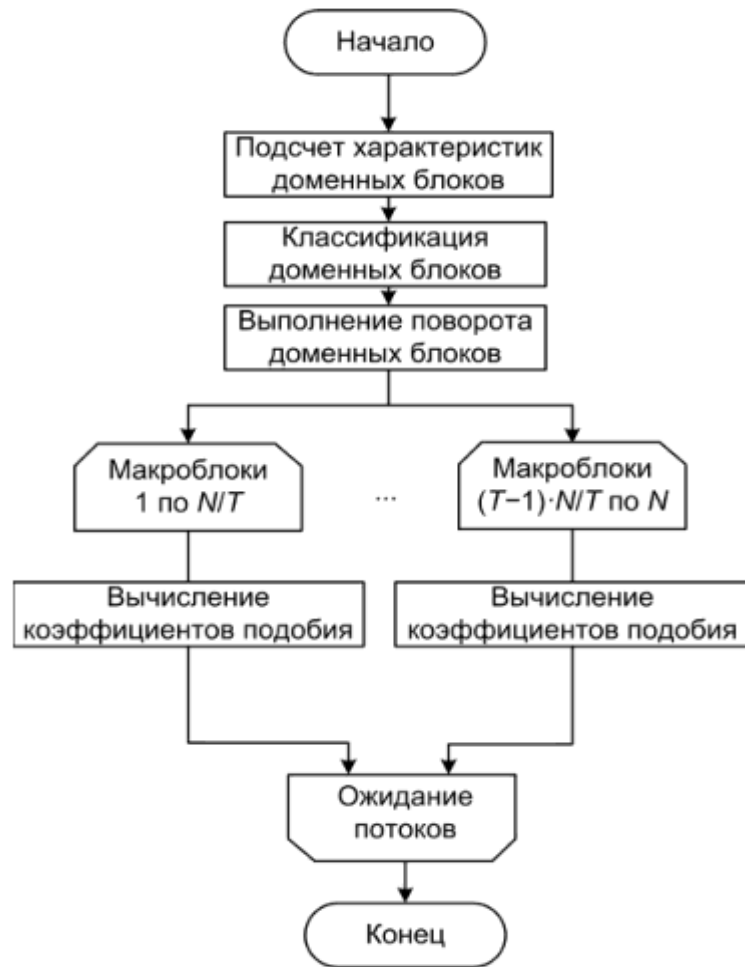 Начало
Подсчет характеристик
доменных блоков
Классификация
доменных блоков
Выполнение поворота
доменных блоков
Макроблоки
1 по N/T
...
Макроблоки
(T−1)·N/T по N
Вычисление
коэффициентов подобия
Вычисление
коэффициентов подобия
Ожидание
потоков
Конец